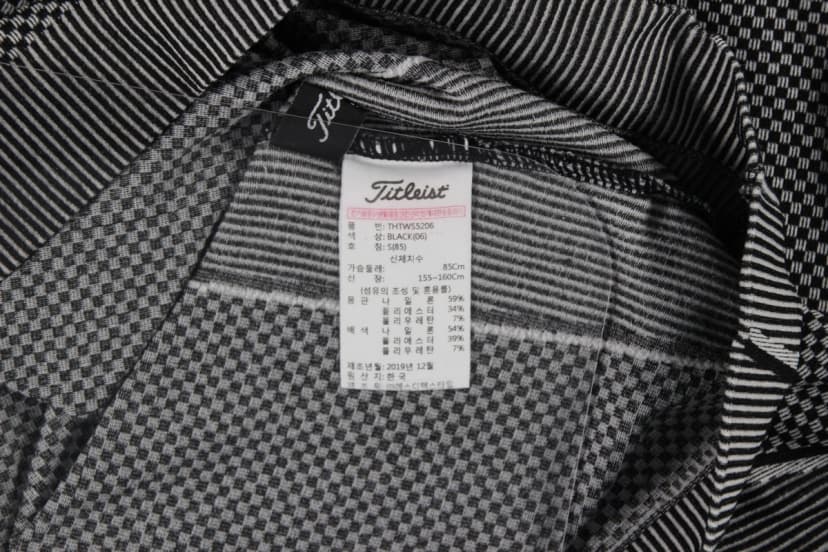 Tit
Titleist
품 번: THTWS5206
색 상: BLACK(06)
호 칭: S(85)
신체치수
가슴둘레: 85Cm
신 장: 155~160Cm
(섬유의 조성 및 혼용률)
몸판 나 일 론 59%
폴리에스터 34%
폴리우레탄 7%
배색 나 일 론 54%
폴리에스터 39%
폴리우레탄 7%
제조년월: 2019년 12월
원 산 지: 한 국